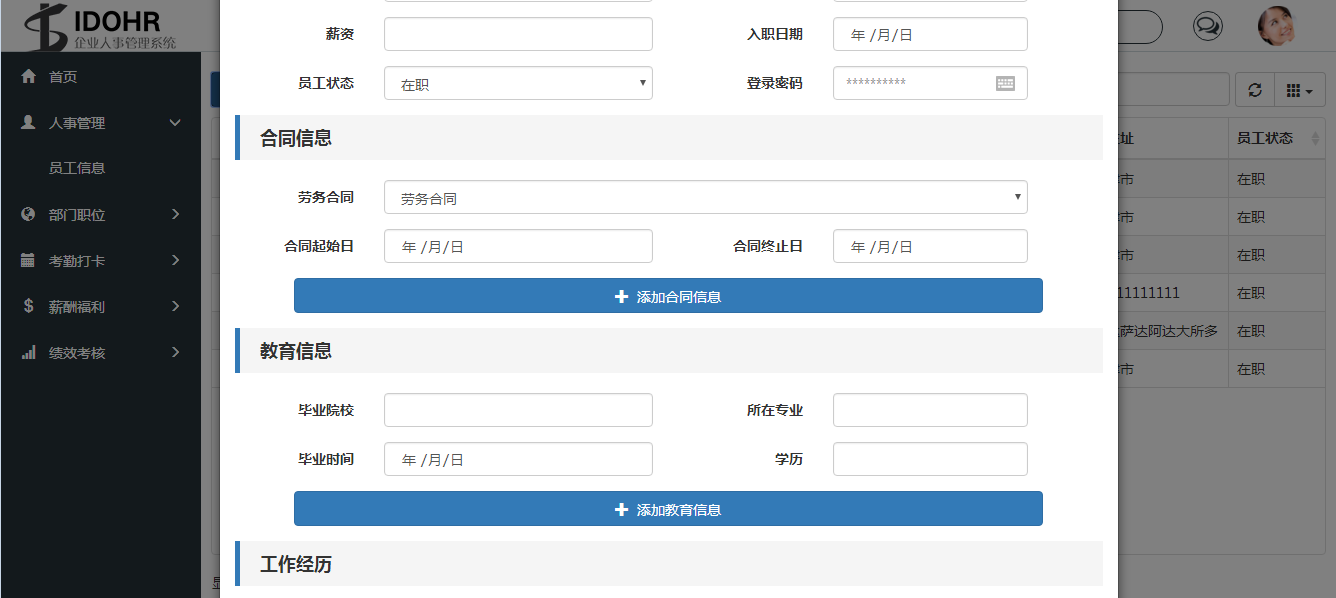 IDOHR
企业人事管理系统
首页
人事管理
员工信息
部门职位
考勤打卡
薪酬福利
绩效考核
薪资
入职日期 年 /月/日
员工状态 在职
登录密码 **********
合同信息
劳务合同 劳务合同
合同起始日 年 /月/日
合同终止日 年 /月/日
添加合同信息
教育信息
毕业院校
所在专业
毕业时间 年 /月/日
学历
添加教育信息
工作经历
址 员工状态
市 在职
市 在职
市 在职
11111111 在职
萨达阿达大所多 在职
市 在职